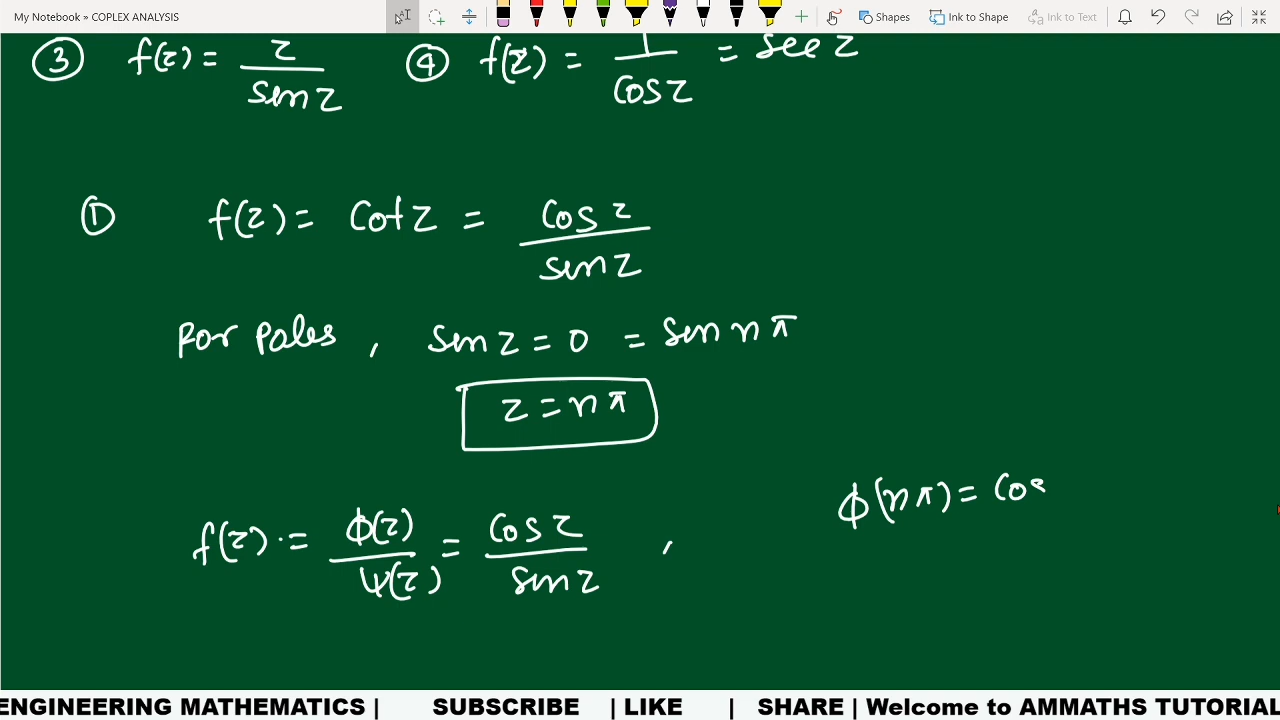 My Notebook » COPLEX ANALYSIS
Shapes Ink to Shape Ink to Text
③ f(z) = z/sin z ④ f(z) = 1/cos z = sec z
① f(z) = cot z = cos z/sin z
For Poles , sin z = 0 = sin nπ
z = nπ
ϕ(nπ) = cos
f(z) = ϕ(z)/ψ(z) = cos z/sin z ,
ENGINEERING MATHEMATICS | SUBSCRIBE | LIKE | SHARE | Welcome to AMMATHS TUTORIAL